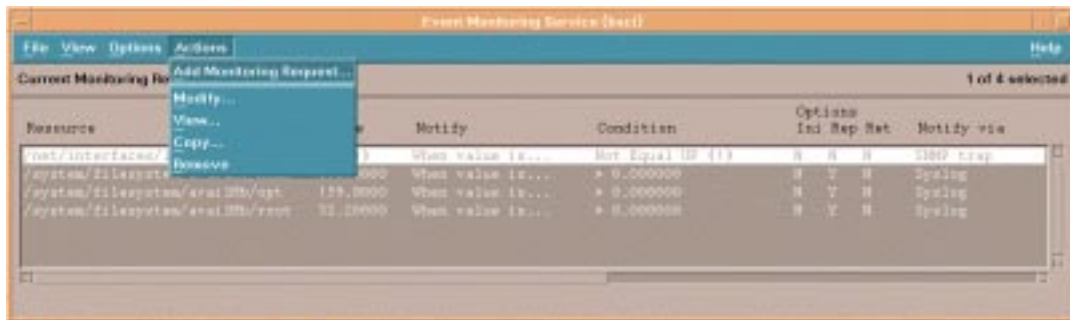 Event Monitoring Service
File View Options Actions Help
Current Monitoring 1 of 4 selected
Add Monitoring Request...
Modify...
View...
Copy...
Remove
Options
Resource Notify Condition Ini Rep Ret Notify via
/net/interfaces/ When value is... Not Equal UP N N N SNMP trap
/system/filesystem When value is... > 0.000000 N Y N Syslog
/system/filesystem/availMb/opt When value is... > 0.000000 N Y N Syslog
/system/filesystem/availMb/root When value is... > 0.000000 N Y N Syslog